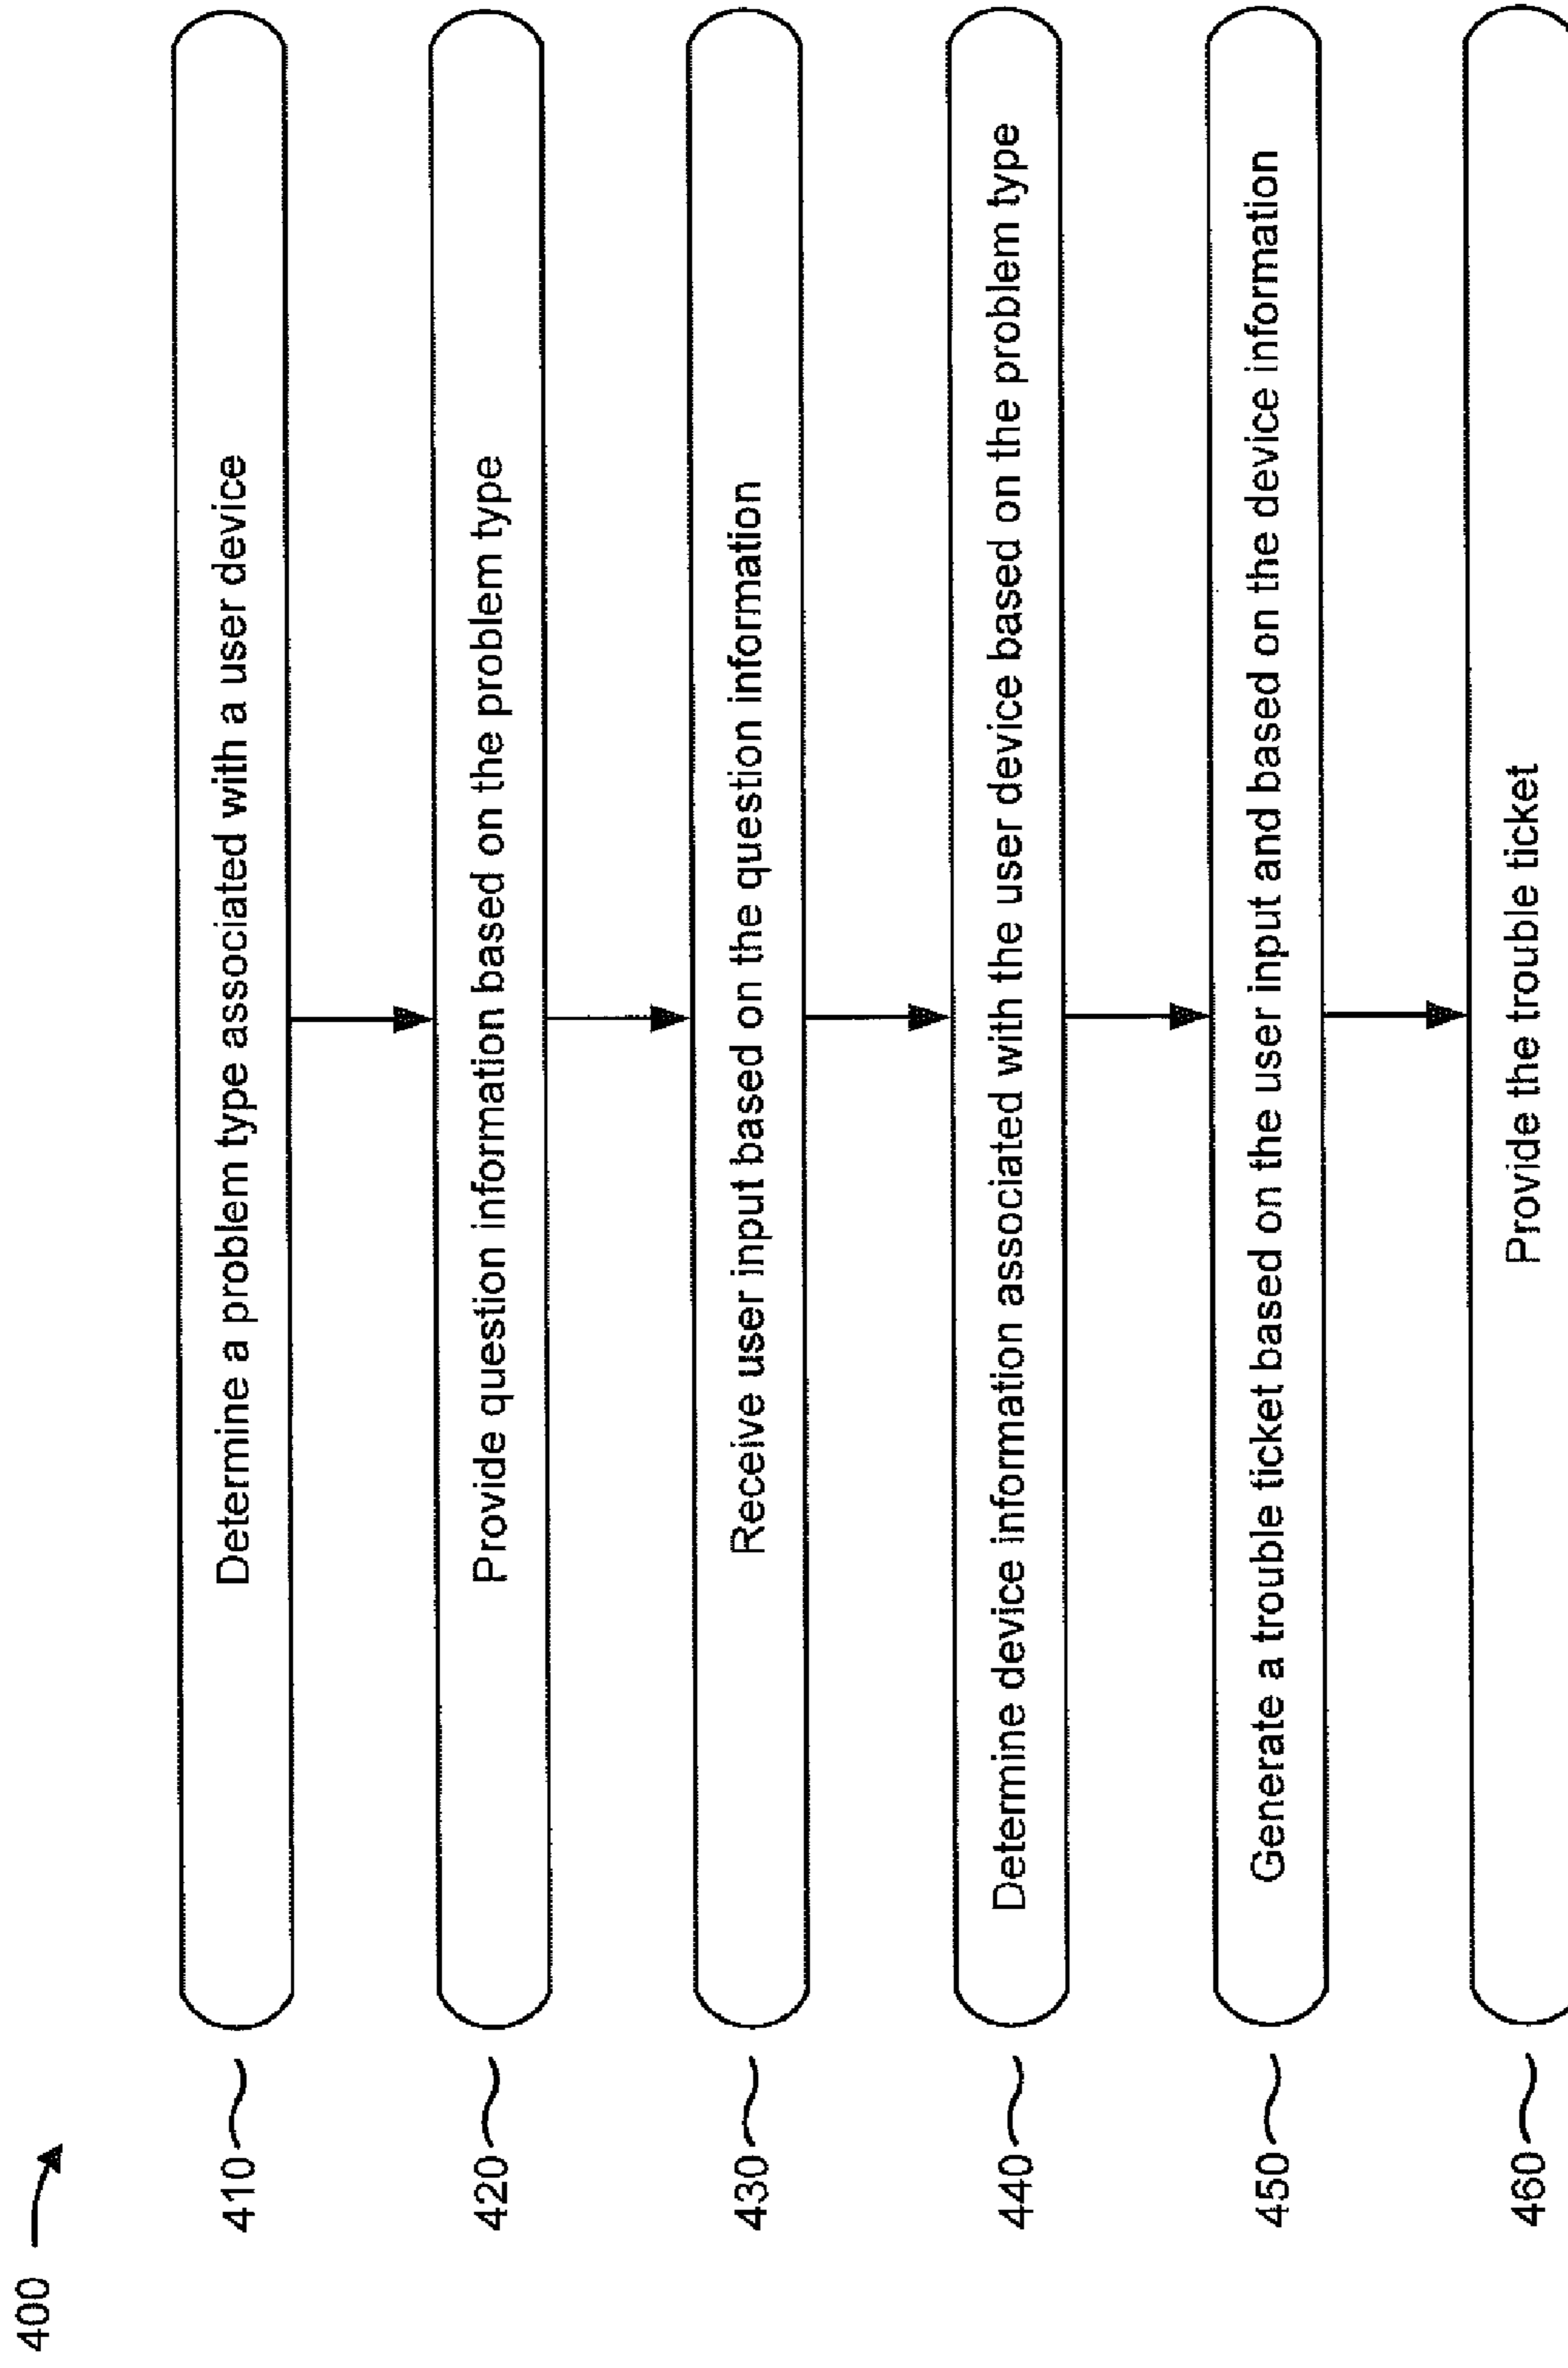 400
410
Determine a problem type associated with a user device
420
Provide question information based on the problem type
430
Receive user input based on the question information
440
Determine device information associated with the user device based on the problem type
450
Generate a trouble ticket based on the user input and based on the device information
460
Provide the trouble ticket